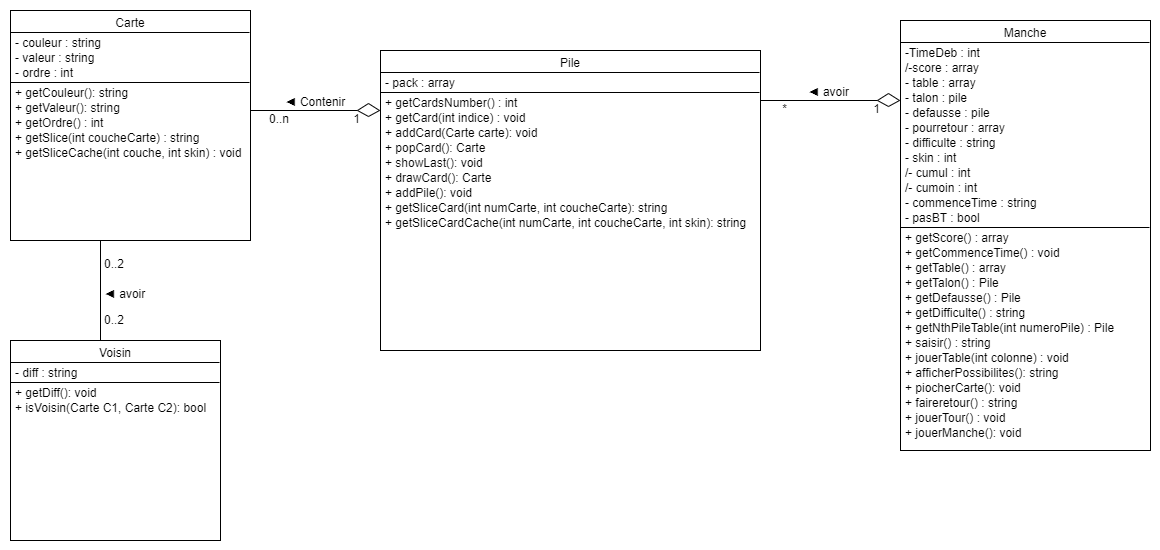 Carte
- couleur : string
- valeur : string
- ordre : int
+ getCouleur(): string
+ getValeur(): string
+ getOrdre() : int
+ getSlice(int coucheCarte) : string
+ getSliceCache(int couche, int skin) : void
◄ Contenir
0..n
1
Pile
- pack : array
+ getCardsNumber() : int
+ getCard(int indice) : void
+ addCard(Carte carte): void
+ popCard(): Carte
+ showLast(): void
+ drawCard(): Carte
+ addPile(): void
+ getSliceCard(int numCarte, int coucheCarte): string
+ getSliceCardCache(int numCarte, int coucheCarte, int skin): string
◄ avoir
*
1
Manche
-TimeDeb : int
/-score : array
- table : array
- talon : pile
- defausse : pile
- pourretour : array
- difficulte : string
- skin : int
/- cumul : int
/- cumoin : int
- commenceTime : string
- pasBT : bool
+ getScore() : array
+ getCommenceTime() : void
+ getTable() : array
+ getTalon() : Pile
+ getDefausse() : Pile
+ getDifficulte() : string
+ getNthPileTable(int numeroPile) : Pile
+ saisir() : string
+ jouerTable(int colonne) : void
+ afficherPossibilites(): string
+ piocherCarte(): void
+ faireretour() : string
+ jouerTour() : void
+ jouerManche(): void
0..2
◄ avoir
0..2
Voisin
- diff : string
+ getDiff(): void
+ isVoisin(Carte C1, Carte C2): bool